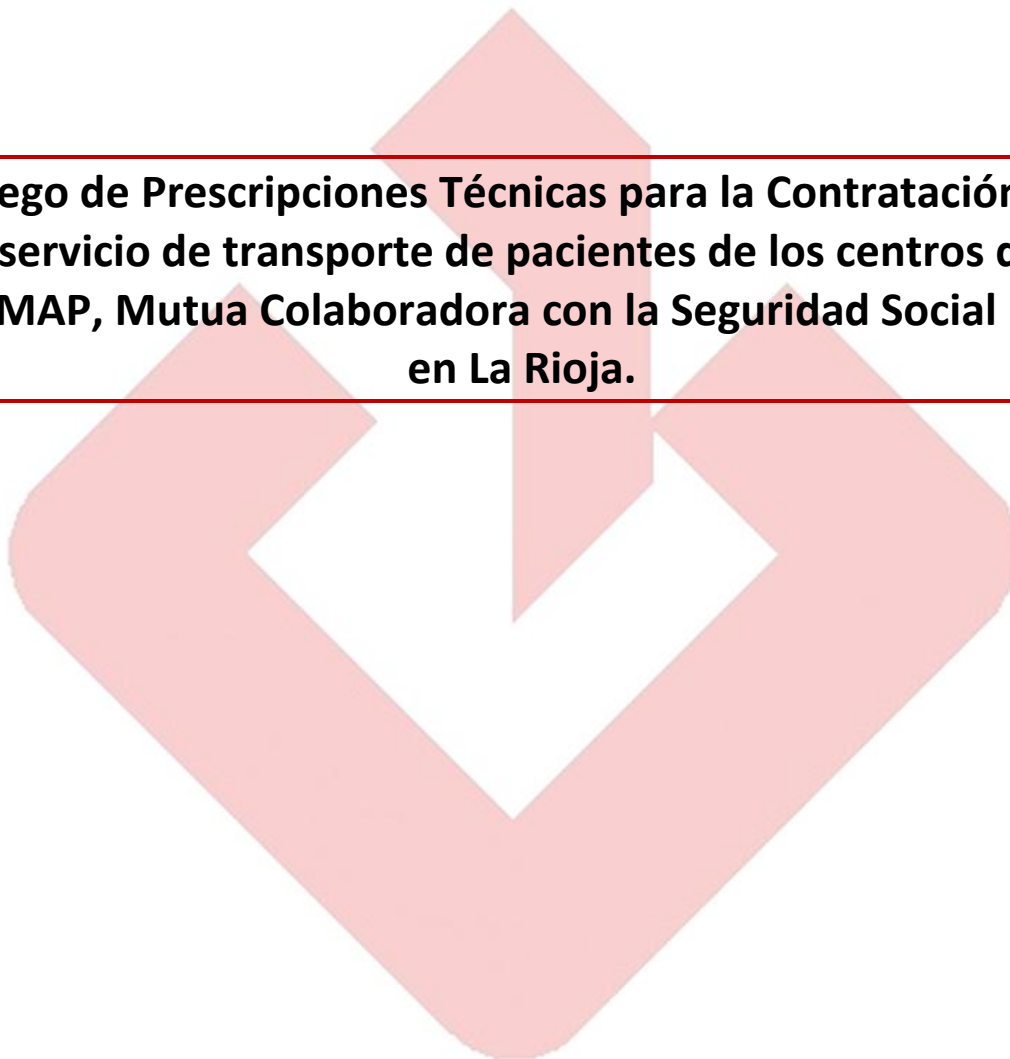 ego de Prescripciones Técnicas para la Contratación
servicio de transporte de pacientes de los centros
MAP, Mutua Colaboradora con la Seguridad Social
en La Rioja.